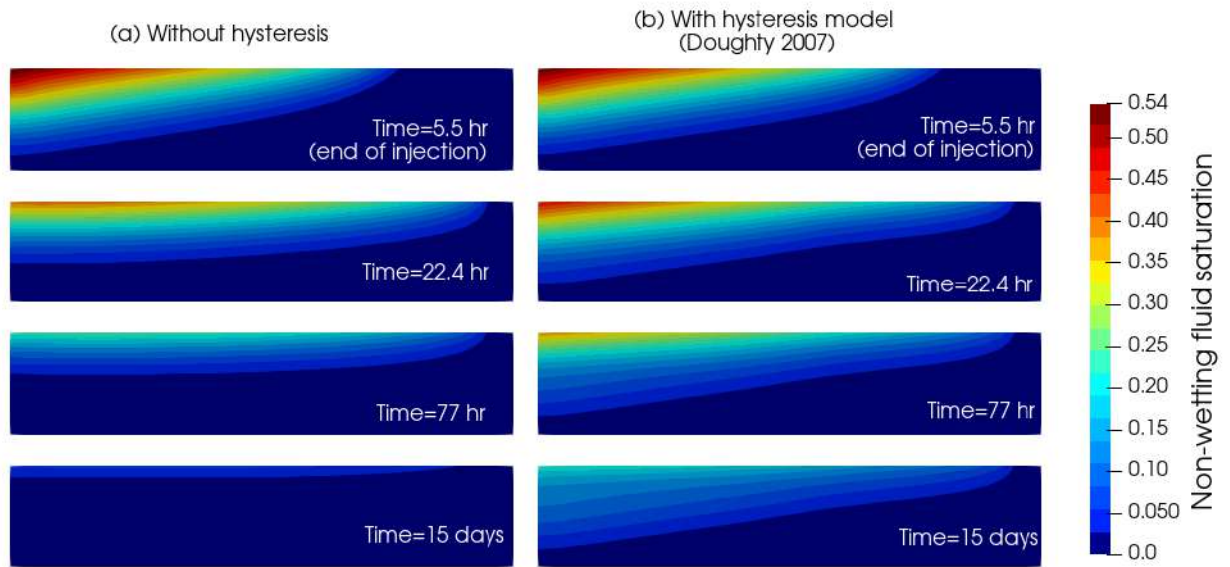 (a) Without hysteresis
(b) With hysteresis model
(Doughty 2007)
Time=5.5 hr
(end of injection)
Time=5.5 hr
(end of injection)
Time=22.4 hr
Time=22.4 hr
Time=77 hr
Time=77 hr
Time=15 days
Time=15 days
0.54
0.50
0.45
0.40
0.35
0.30
0.25
0.20
0.15
0.10
0.050
0.0
Non-wetting fluid saturation